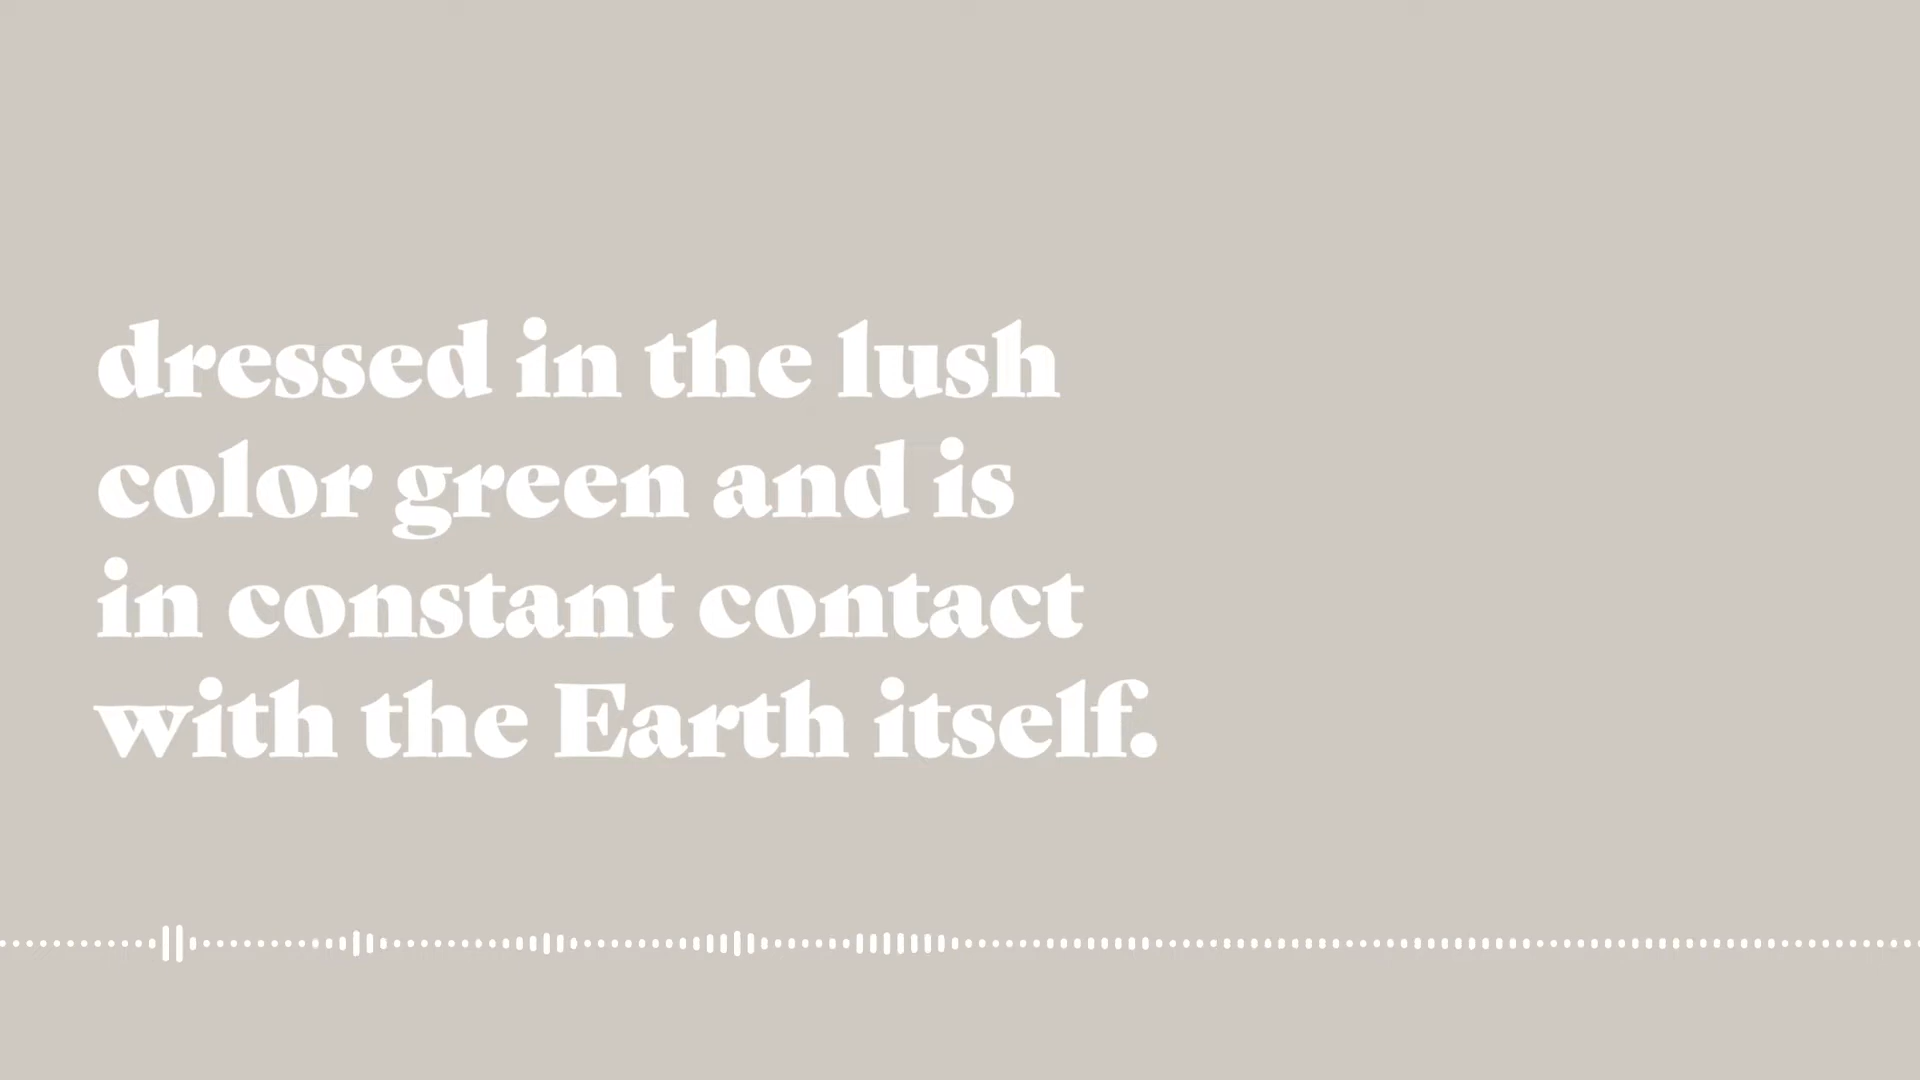 dressed in the lush
color green and is
in constant contact
with the Earth itself.